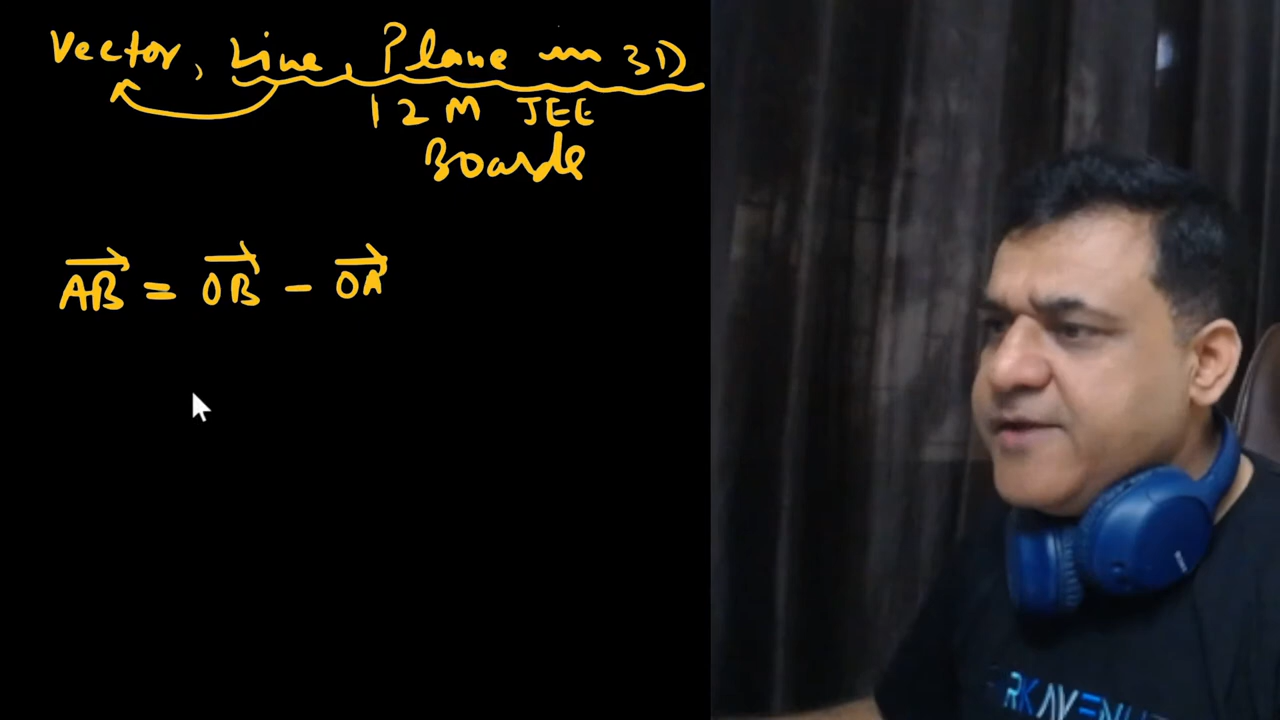 Vector, Line, Plane in 3D
12 M JEE
Boards
AB = OB - OA